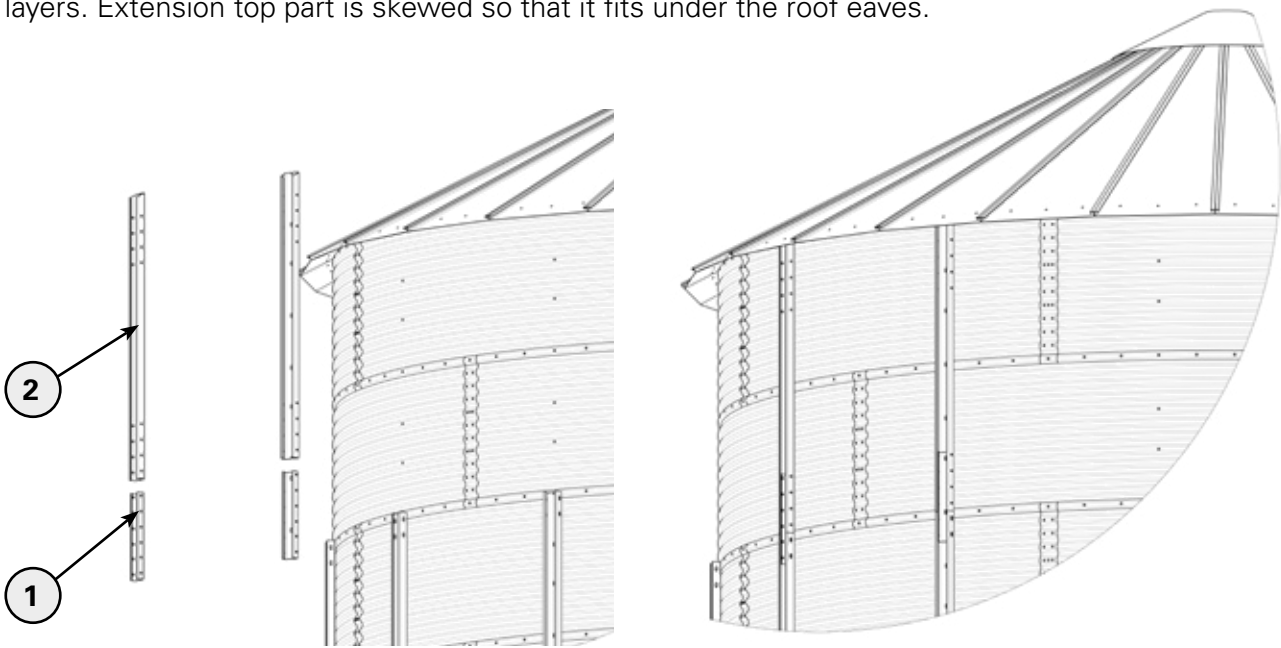 layers. Extension top part is skewed so that it fits under the roof eaves.
2
1